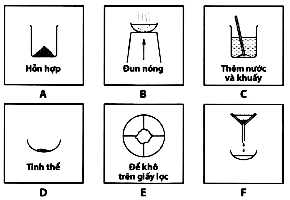 Hỗn hợp
A
Đun nóng
B
Thêm nước
và khuấy
C
Tinh thể
D
Để khô
trên giấy lọc
E
F